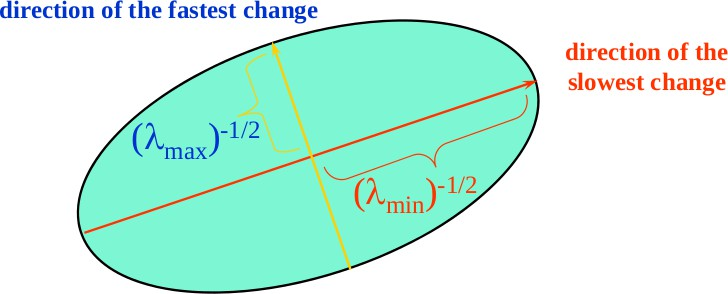 direction of the fastest change
direction of the
slowest change
(λmax)-1/2
(λmin)-1/2